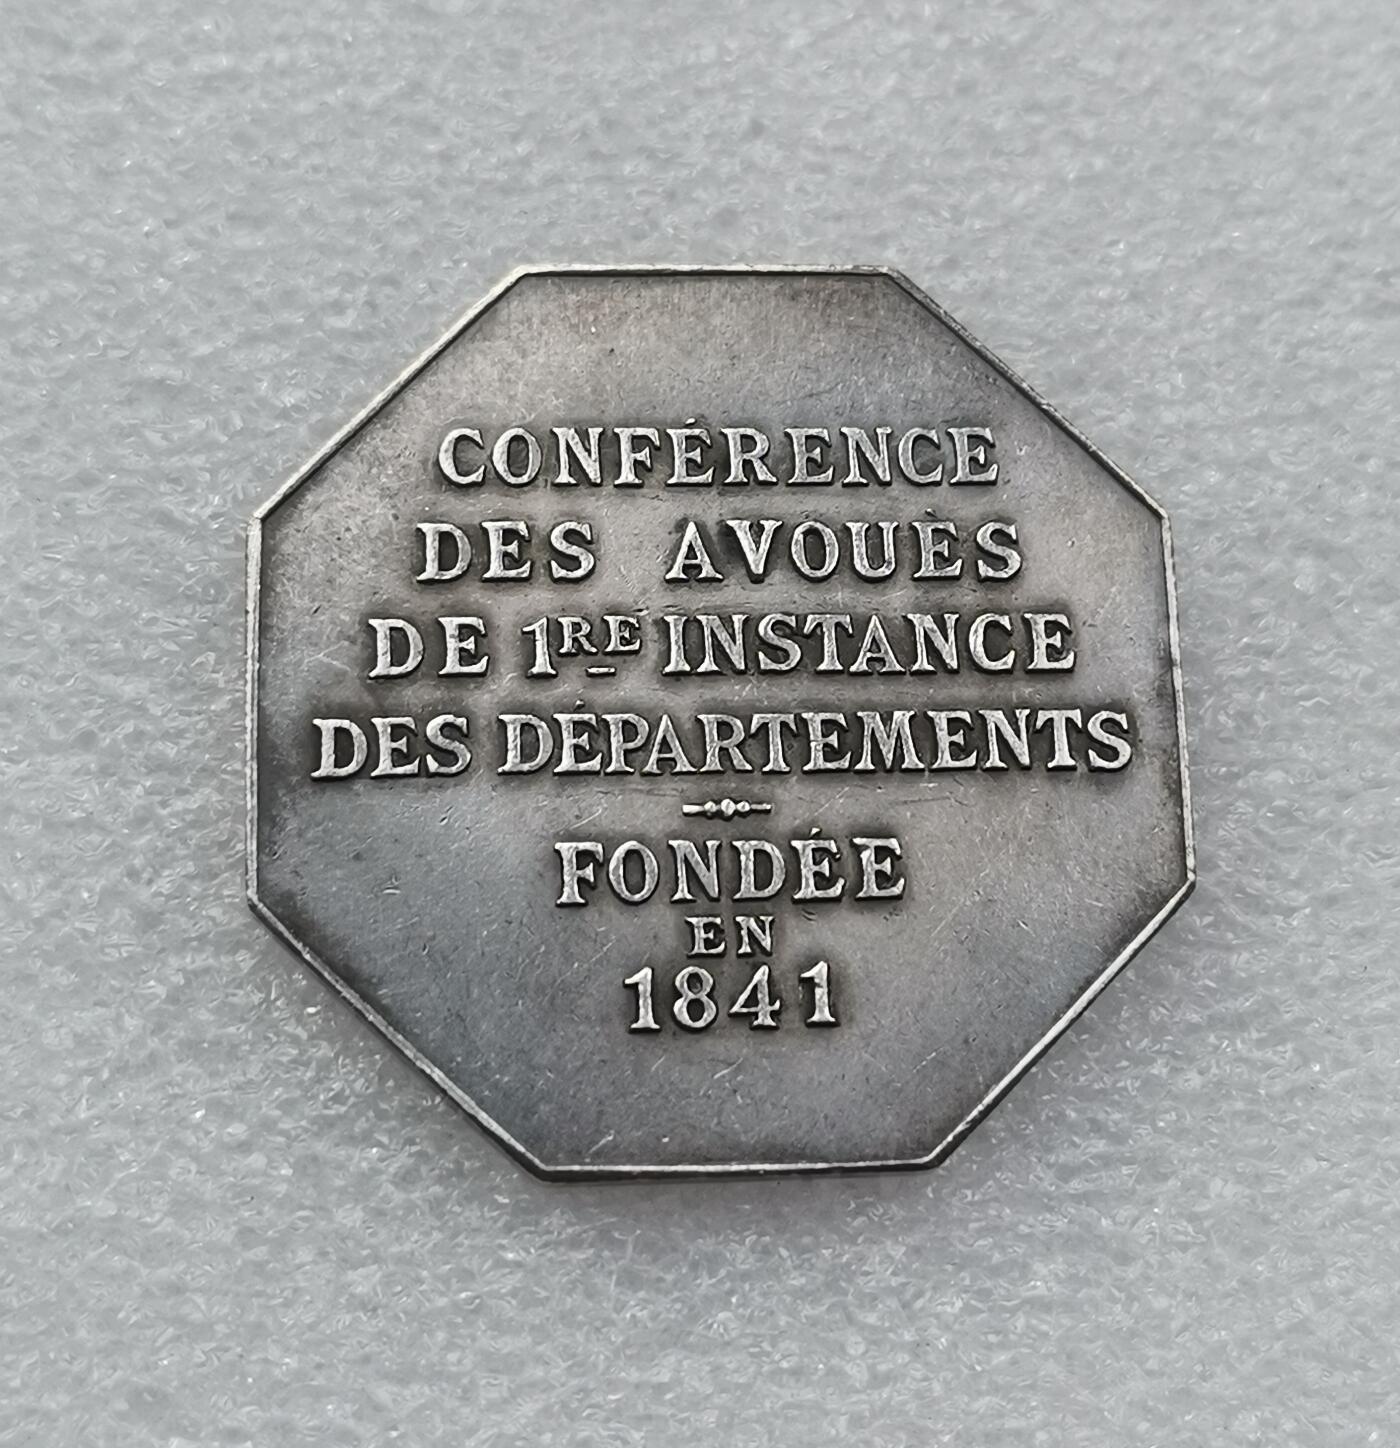 CONFÉRENCE
DES AVOUÉS
DE 1RE INSTANCE
DES DÉPARTEMENTS
FONDÉE
EN
1841